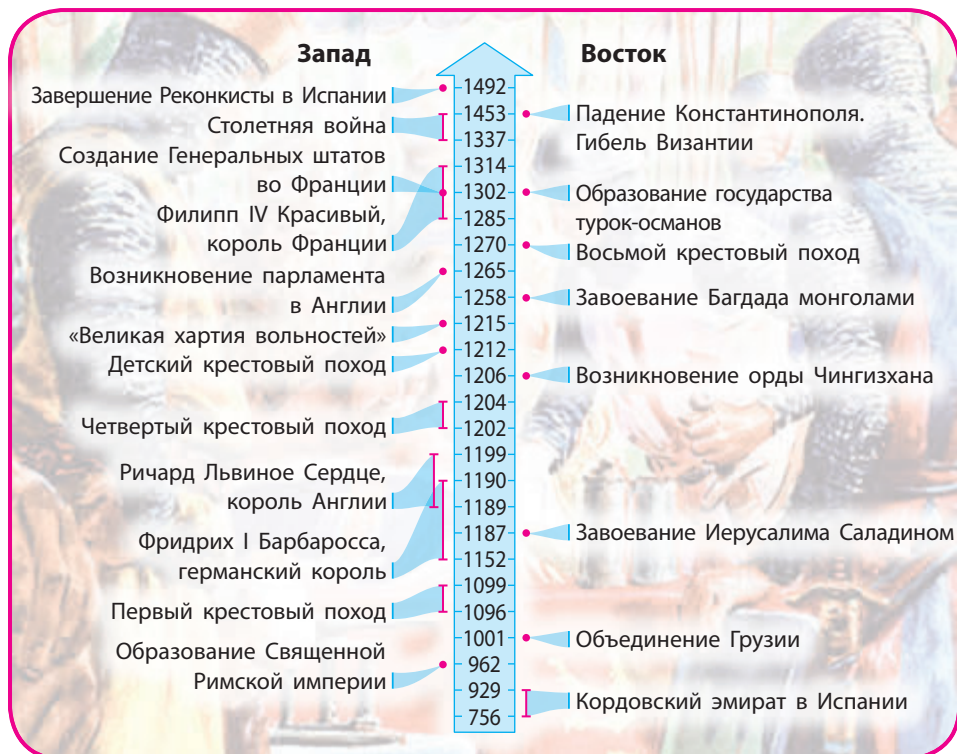 Запад
Завершение Реконкисты в Испании
Столетняя война
Создание Генеральных штатов
во Франции
Филипп IV Красивый,
король Франции
Возникновение парламента
в Англии
«Великая хартия вольностей»
Детский крестовый поход
Четвертый крестовый поход
Ричард Львиное Сердце,
король Англии
Фридрих I Барбаросса,
германский король
Первый крестовый поход
Образование Священной
Римской империи
1492
1453
1337
1314
1302
1285
1270
1265
1258
1215
1212
1206
1204
1202
1199
1190
1189
1187
1152
1099
1096
1001
962
929
756
Восток
Падение Константинополя.
Гибель Византии
Образование государства
турок-османов
Восьмой крестовый поход
Завоевание Багдада монголами
Возникновение орды Чингизхана
Завоевание Иерусалима Саладином
Объединение Грузии
Кордовский эмират в Испании